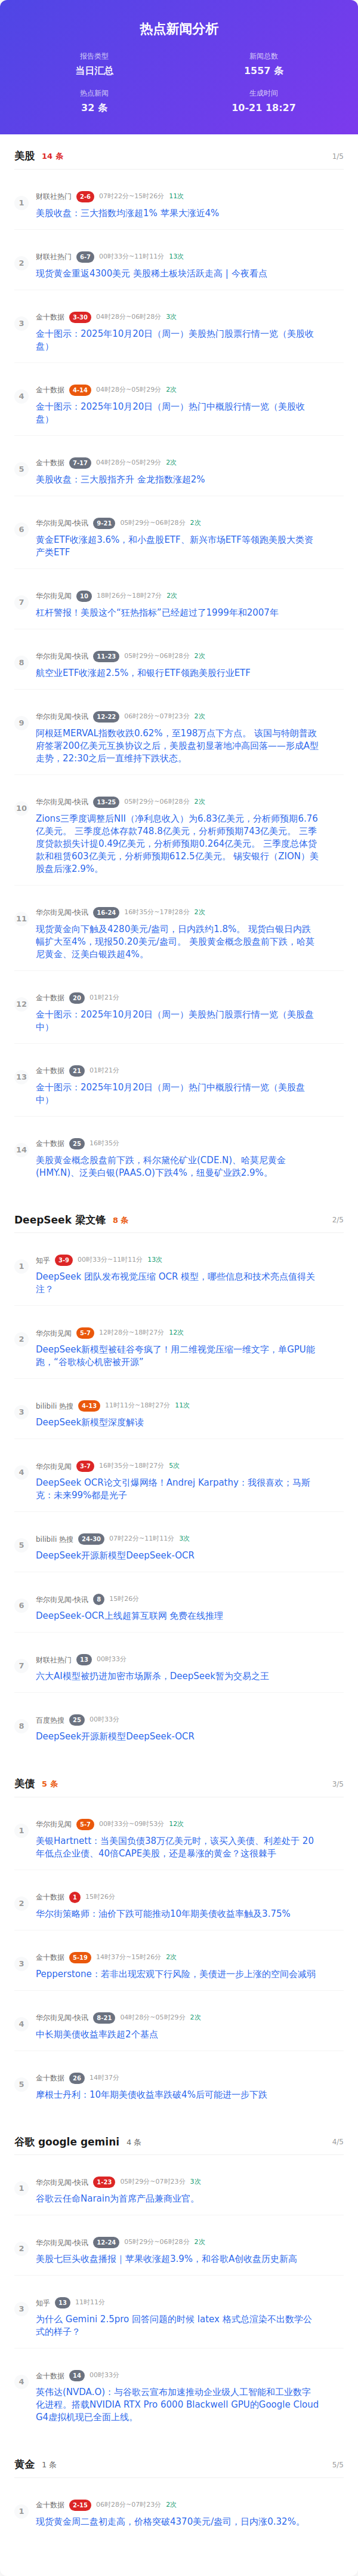 热点新闻分析
报告类型
新闻总数
当日汇总
1557 条
热点新闻
生成时间
32 条
10-21 18:27
美股 14 条 1/5
1
财联社热门 2-6 07时22分~15时26分 11次
美股收盘：三大指数均涨超1% 苹果大涨近4%
2
财联社热门 6-7 00时33分~11时11分 13次
现货黄金重返4300美元 美股稀土板块活跃走高 | 今夜看点
3
金十数据 3-30 04时28分~06时28分 3次
金十图示：2025年10月20日（周一）美股热门股票行情一览（美股收
盘）
4
金十数据 4-14 04时28分~05时29分 2次
金十图示：2025年10月20日（周一）热门中概股行情一览（美股收
盘）
5
金十数据 7-17 04时28分~05时29分 2次
美股收盘：三大股指齐升 金龙指数涨超2%
6
华尔街见闻-快讯 9-21 05时29分~06时28分 2次
黄金ETF收涨超3.6%，和小盘股ETF、新兴市场ETF等领跑美股大类资
产类ETF
7
华尔街见闻 10 18时26分~18时27分 2次
杠杆警报！美股这个“狂热指标”已经超过了1999年和2007年
8
华尔街见闻-快讯 11-23 05时29分~06时28分 2次
航空业ETF收涨超2.5%，和银行ETF领跑美股行业ETF
9
华尔街见闻-快讯 12-22 06时28分~07时23分 2次
阿根廷MERVAL指数收跌0.62%，至198万点下方点。 该国与特朗普政
府签署200亿美元互换协议之后，美股盘初显著地冲高回落——形成A型
走势，22:30之后一直维持下跌状态。
10
华尔街见闻-快讯 13-25 05时29分~06时28分 2次
Zions三季度调整后NII（净利息收入）为6.83亿美元，分析师预期6.76
亿美元。 三季度总体存款748.8亿美元，分析师预期743亿美元。 三季
度贷款损失计提0.49亿美元，分析师预期0.264亿美元。 三季度总体贷
款和租赁603亿美元，分析师预期612.5亿美元。 锡安银行（ZION）美
股盘后涨2.9%。
11
华尔街见闻-快讯 16-24 16时35分~17时28分 2次
现货黄金向下触及4280美元/盎司，日内跌约1.8%。 现货白银日内跌
幅扩大至4%，现报50.20美元/盎司。 美股黄金概念股盘前下跌，哈莫
尼黄金、泛美白银跌超4%。
12
金十数据 20 01时21分
金十图示：2025年10月20日（周一）美股热门股票行情一览（美股盘
中）
13
金十数据 21 01时21分
金十图示：2025年10月20日（周一）热门中概股行情一览（美股盘
中）
14
金十数据 25 16时35分
美股黄金概念股盘前下跌，科尔黛伦矿业(CDE.N)、哈莫尼黄金
(HMY.N)、泛美白银(PAAS.O)下跌4%，纽曼矿业跌2.9%。
DeepSeek 梁文锋 8 条 2/5
1
知乎 3-9 00时33分~11时11分 13次
DeepSeek 团队发布视觉压缩 OCR 模型，哪些信息和技术亮点值得关
注？
2
华尔街见闻 5-7 12时28分~18时27分 12次
DeepSeek新模型被硅谷夸疯了！用二维视觉压缩一维文字，单GPU能
跑，“谷歌核心机密被开源”
3
bilibili 热搜 4-13 11时11分~18时27分 11次
DeepSeek新模型深度解读
4
华尔街见闻 3-7 16时35分~18时27分 5次
DeepSeek OCR论文引爆网络！Andrej Karpathy：我很喜欢；马斯
克：未来99%都是光子
5
bilibili 热搜 24-30 07时22分~11时11分 3次
DeepSeek开源新模型DeepSeek-OCR
6
华尔街见闻-快讯 8 15时26分
DeepSeek-OCR上线超算互联网 免费在线推理
7
财联社热门 13 00时33分
六大AI模型被扔进加密市场厮杀，DeepSeek暂为交易之王
8
百度热搜 25 00时33分
DeepSeek开源新模型DeepSeek-OCR
美债 5 条 3/5
1
华尔街见闻 5-7 00时33分~09时53分 12次
美银Hartnett：当美国负债38万亿美元时，该买入美债、利差处于 20
年低点企业债、40倍CAPE美股，还是暴涨的黄金？这很棘手
2
金十数据 1 15时26分
华尔街策略师：油价下跌可能推动10年期美债收益率触及3.75%
3
金十数据 5-19 14时37分~15时26分 2次
Pepperstone：若非出现宏观下行风险，美债进一步上涨的空间会减弱
4
华尔街见闻-快讯 8-21 04时28分~05时29分 2次
中长期美债收益率跌超2个基点
5
金十数据 26 14时37分
摩根士丹利：10年期美债收益率跌破4%后可能进一步下跌
谷歌 google gemini 4 条 4/5
1
华尔街见闻-快讯 1-23 05时29分~07时23分 3次
谷歌云任命Narain为首席产品兼商业官。
2
华尔街见闻-快讯 12-24 05时29分~06时28分 2次
美股七巨头收盘播报｜苹果收涨超3.9%，和谷歌A创收盘历史新高
3
知乎 13 11时11分
为什么 Gemini 2.5pro 回答问题的时候 latex 格式总渲染不出数学公
式的样子？
4
金十数据 14 00时33分
英伟达(NVDA.O)：与谷歌云宣布加速推动企业级人工智能和工业数字
化进程。搭载NVIDIA RTX Pro 6000 Blackwell GPU的Google Cloud
G4虚拟机现已全面上线。
黄金 1 条 5/5
1
金十数据 2-15 06时28分~07时23分 2次
现货黄金周二盘初走高，价格突破4370美元/盎司，日内涨0.32%。